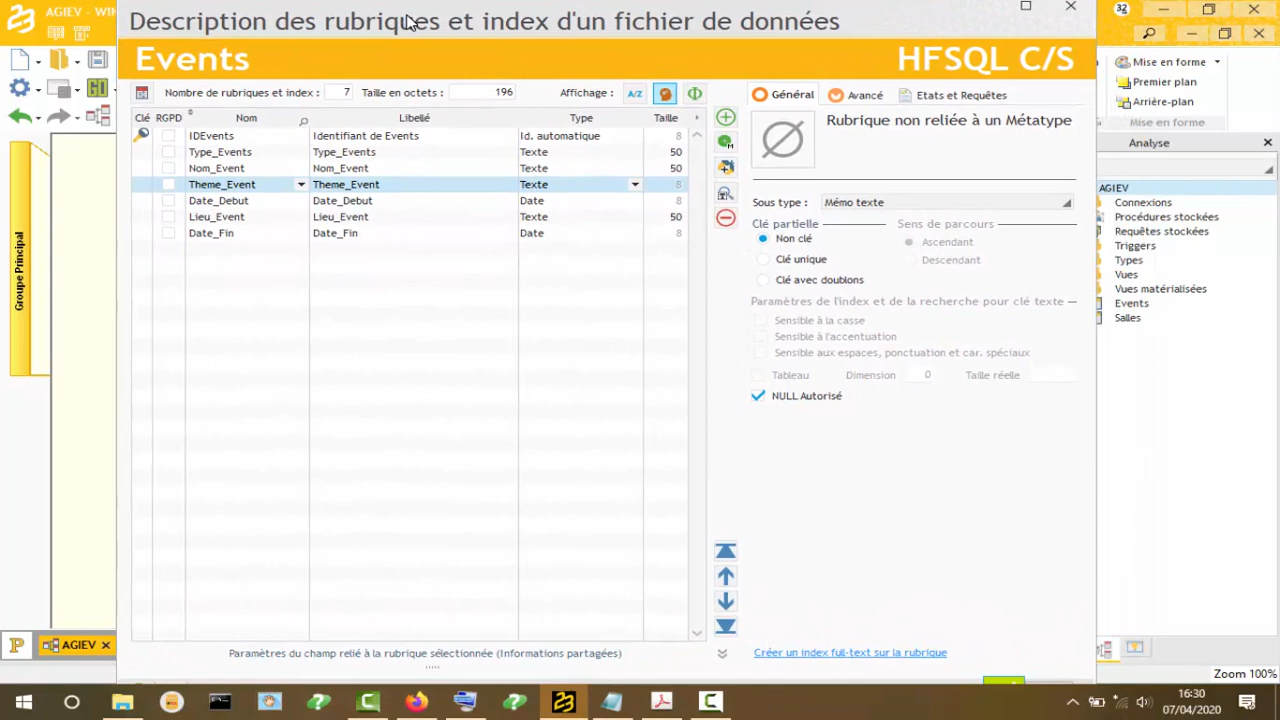 AGIEV - WIN
Description des rubriques et index d'un fichier de données
32
Events
HFSQL C/S
Mise en forme
Premier plan
Arrière-plan
Mise en forme
Nombre de rubriques et index : 7
Taille en octets : 196
Affichage : A/Z
Clé RGPD Nom Libellé Type Taille
IDEvents Identifiant de Events Id. automatique 8
Type_Events Type_Events Texte 50
Nom_Event Nom_Event Texte 50
Theme_Event Theme_Event Texte 8
Date_Debut Date_Debut Date 8
Lieu_Event Lieu_Event Texte 50
Date_Fin Date_Fin Date 8
Général Avancé Etats et Requêtes
Rubrique non reliée à un Métatype
Sous type : Mémo texte
Clé partielle Sens de parcours
Non clé Ascendant
Clé unique Descendant
Clé avec doublons
Paramètres de l'index et de la recherche pour clé texte
Sensible à la casse
Sensible à l'accentuation
Sensible aux espaces, ponctuation et car. spéciaux
Tableau Dimension 0 Taille réelle
NULL Autorisé
Créer un index full-text sur la rubrique
Paramètres du champ relié à la rubrique sélectionnée (Informations partagées)
Groupe Principal
GI
Analyse
AGIEV
Connexions
Procédures stockées
Requêtes stockées
Triggers
Types
Vues
Vues matérialisées
Events
Salles
P
AGIEV
Zoom 100%
23
16:30
07/04/2020